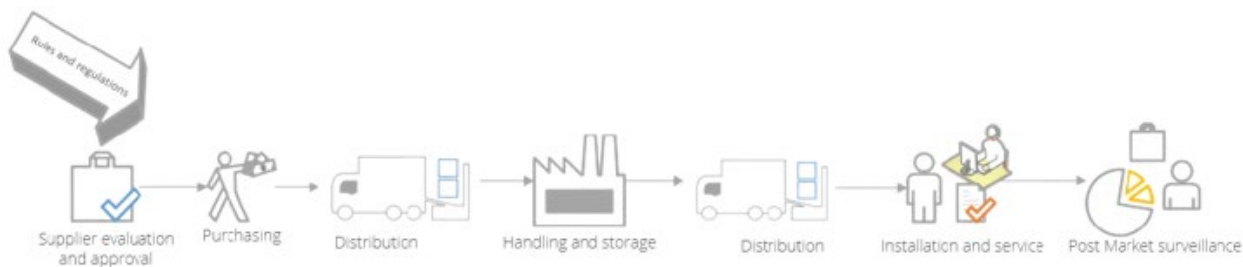 Rules and regulations
Supplier evaluation
and approval
Purchasing
Distribution
Handling and storage
Distribution
Installation and service
Post Market surveillance